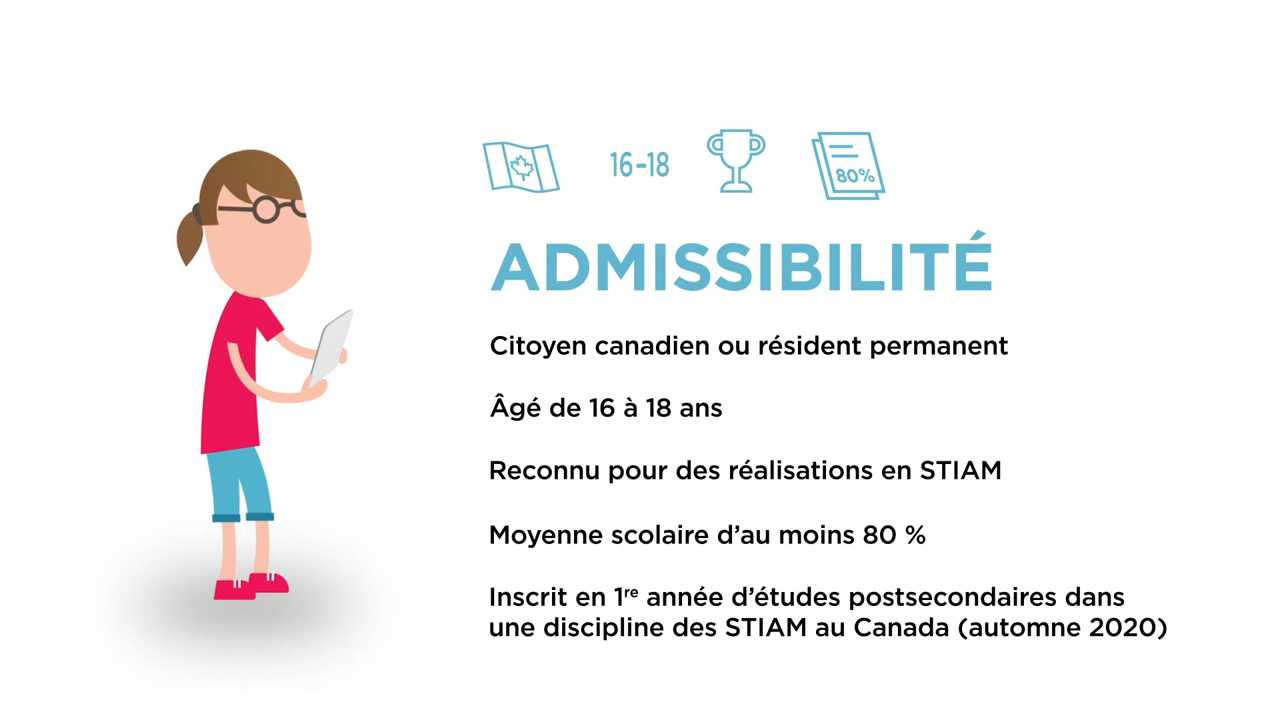 16-18
80%
ADMISSIBILITÉ
Citoyen canadien ou résident permanent
Âgé de 16 à 18 ans
Reconnu pour des réalisations en STIAM
Moyenne scolaire d’au moins 80 %
Inscrit en 1re année d’études postsecondaires dans
une discipline des STIAM au Canada (automne 2020)